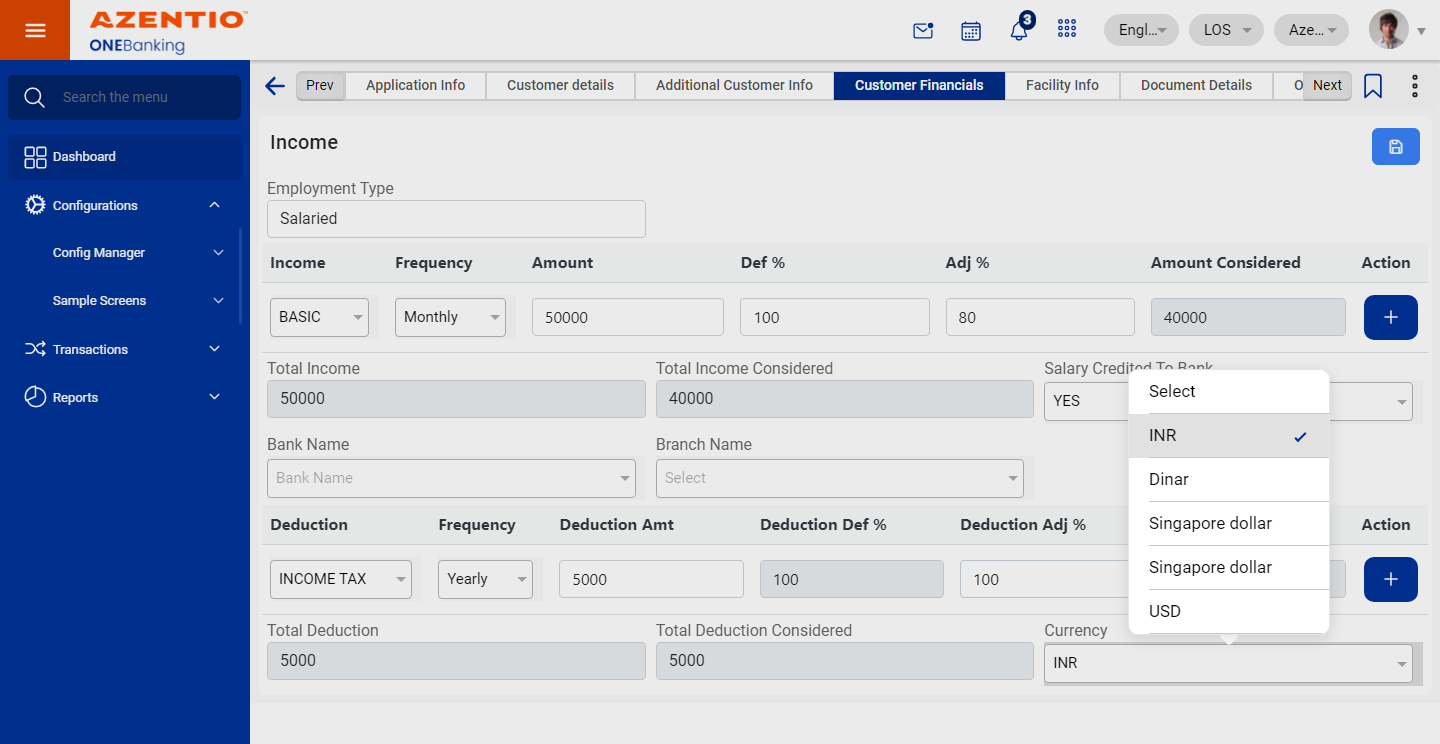 AZENTIO™
ONEBanking
3
Engl...
LOS
Aze...
Search the menu
Dashboard
Configurations
Config Manager
Sample Screens
Transactions
Reports
Prev
Application Info
Customer details
Additional Customer Info
Customer Financials
Facility Info
Document Details
O
Next
Income
Employment Type
Salaried
Income Frequency Amount Def % Adj % Amount Considered Action
BASIC Monthly 50000 100 80 40000 +
Total Income Total Income Considered Salary Credited To Bank
50000 40000 YES
Bank Name Branch Name
Bank Name Select
Deduction Frequency Deduction Amt Deduction Def % Deduction Adj % Action
INCOME TAX Yearly 5000 100 100 +
Total Deduction Total Deduction Considered Currency
5000 5000 INR
Select
INR
Dinar
Singapore dollar
Singapore dollar
USD